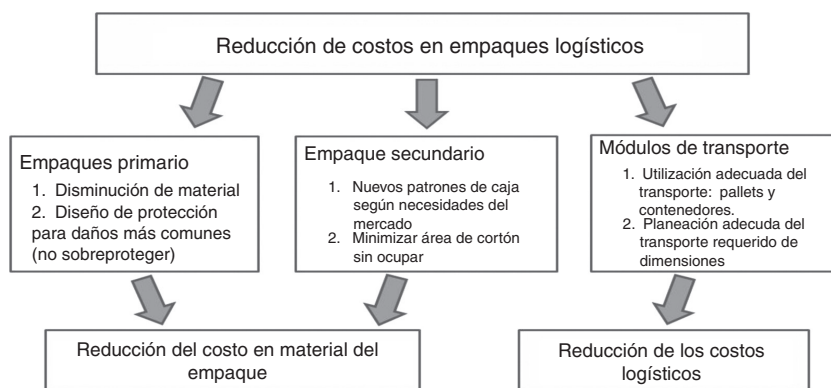 Reducción de costos en empaques logísticos
Empaques primario
1. Disminución de material
2. Diseño de protección
para daños más comunes
(no sobreproteger)
Empaque secundario
1. Nuevos patrones de caja
según necesidades del
mercado
2. Minimizar área de cortón
sin ocupar
Módulos de transporte
1. Utilización adecuada del
transporte: pallets y
contenedores.
2. Planeación adecuda del
transporte requerido de
dimensiones
Reducción del costo en material del
empaque
Reducción de los costos
logísticos